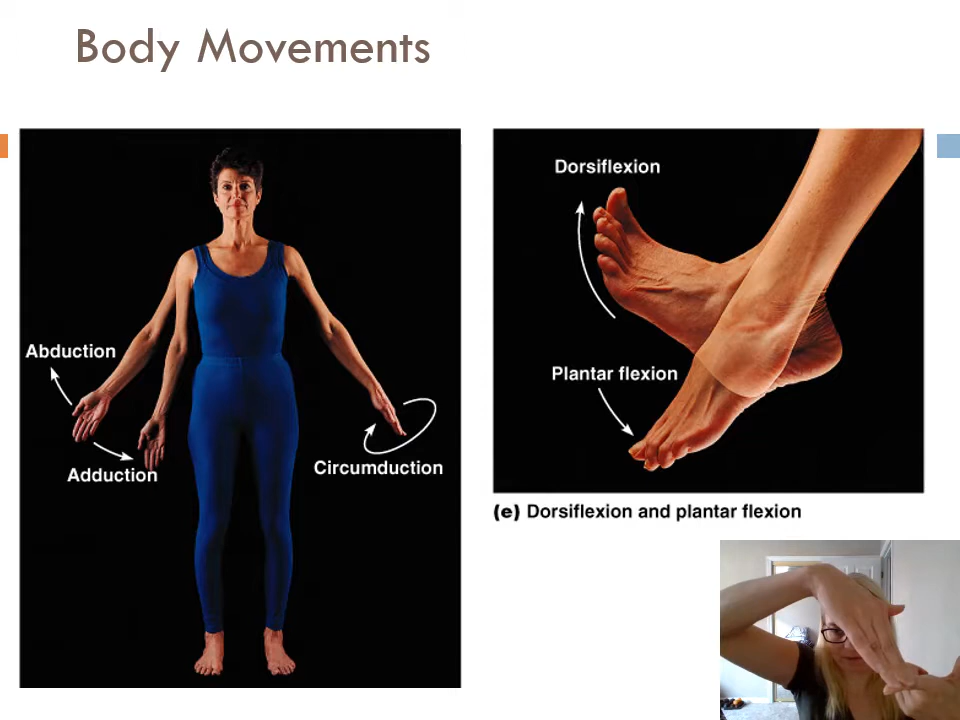 Body Movements
Abduction
Adduction
Circumduction
Dorsiflexion
Plantar flexion
(e) Dorsiflexion and plantar flexion